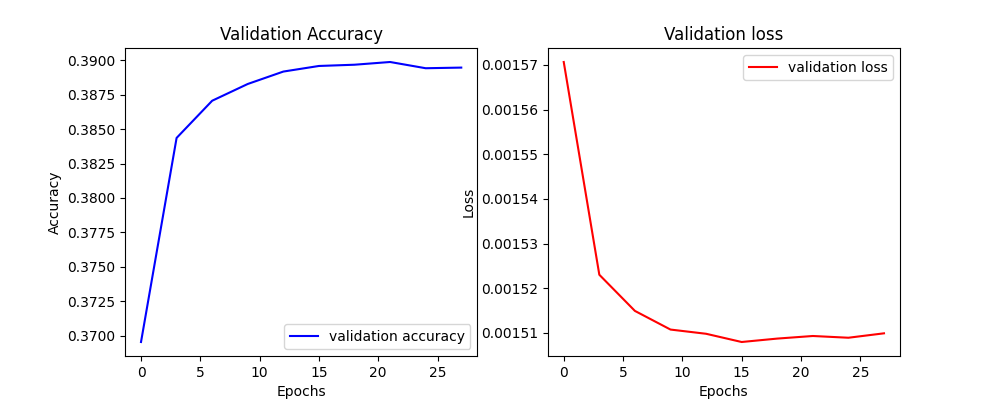 Validation Accuracy
0.3900
0.3875
0.3850
0.3825
0.3800
0.3775
0.3750
0.3725
0.3700
Accuracy
validation accuracy
0 5 10 15 20 25
Epochs
Validation loss
0.00157
0.00156
0.00155
0.00154
0.00153
0.00152
0.00151
Loss
validation loss
0 5 10 15 20 25
Epochs